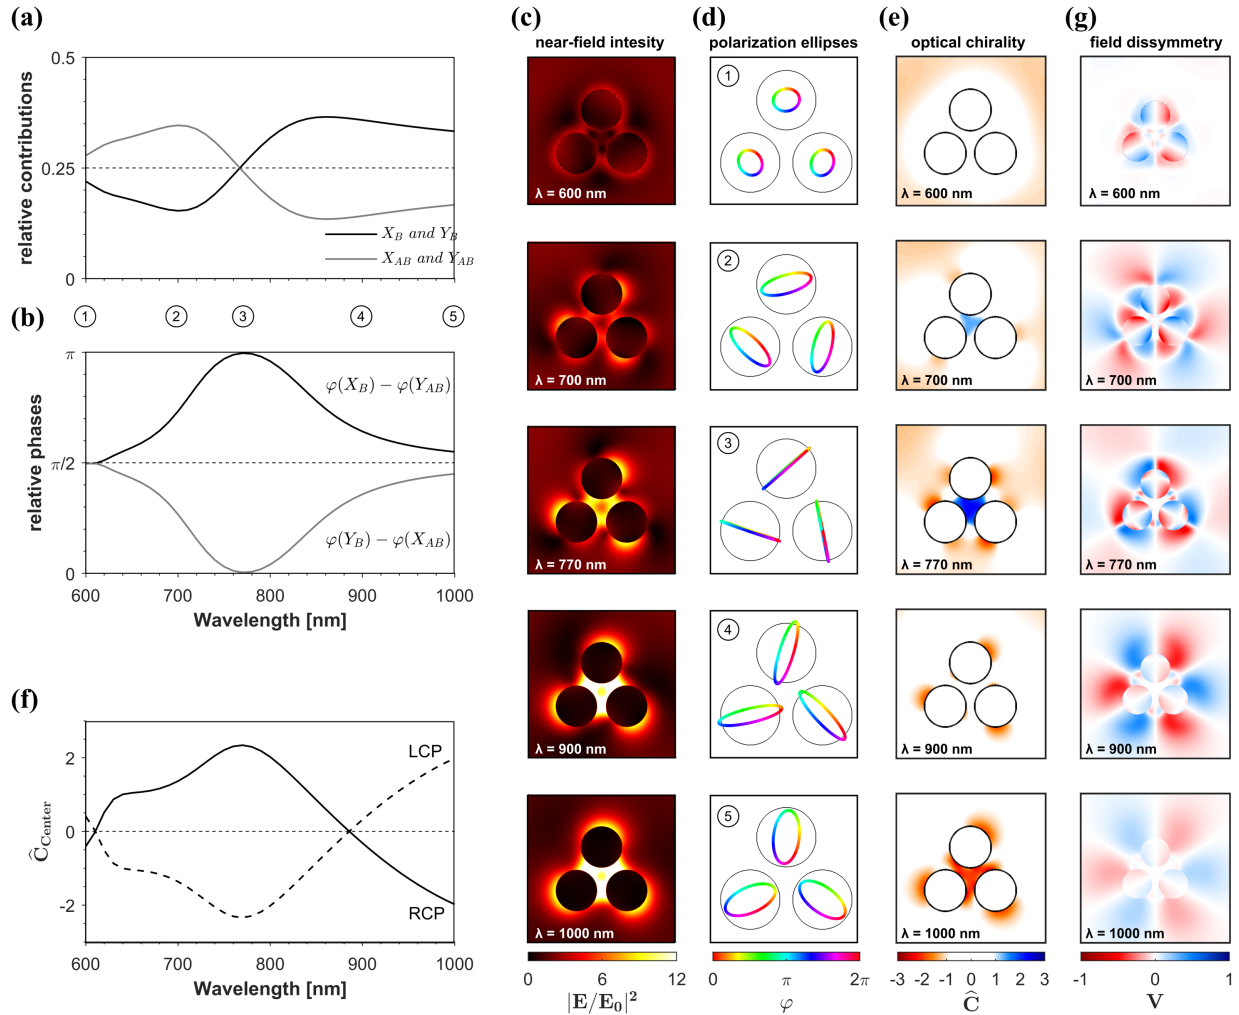 (a)
relative contributions
0.5
0.25
0
X_B and Y_B
X_AB and Y_AB
1 2 3 4 5
(b)
relative phases
π
π/2
0
φ(X_B) − φ(Y_AB)
φ(Y_B) − φ(X_AB)
600 700 800 900 1000
Wavelength [nm]
(f)
Ĉ_Center
2
0
-2
LCP
RCP
600 700 800 900 1000
Wavelength [nm]
(c)
near-field intesity
λ = 600 nm
λ = 700 nm
λ = 770 nm
λ = 900 nm
λ = 1000 nm
0 6 12
|E/E₀|²
(d)
polarization ellipses
1
2
3
4
5
0 π 2π
φ
(e)
optical chirality
λ = 600 nm
λ = 700 nm
λ = 770 nm
λ = 900 nm
λ = 1000 nm
-3 -2 -1 0 1 2 3
Ĉ
(g)
field dissymmetry
λ = 600 nm
λ = 700 nm
λ = 770 nm
λ = 900 nm
λ = 1000 nm
-1 0 1
V